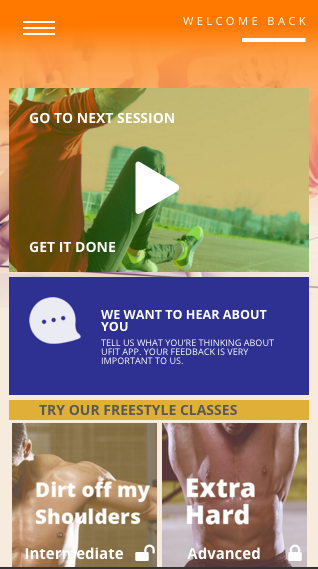 WELCOME BACK
GO TO NEXT SESSION
GET IT DONE
WE WANT TO HEAR ABOUT
YOU
TELL US WHAT YOU'RE THINKING ABOUT
UFIT APP, YOUR FEEDBACK IS VERY
IMPORTANT TO US.
TRY OUR FREESTYLE CLASSES
Dirt off my
Shoulders
Intermediate
Extra
Hard
Advanced